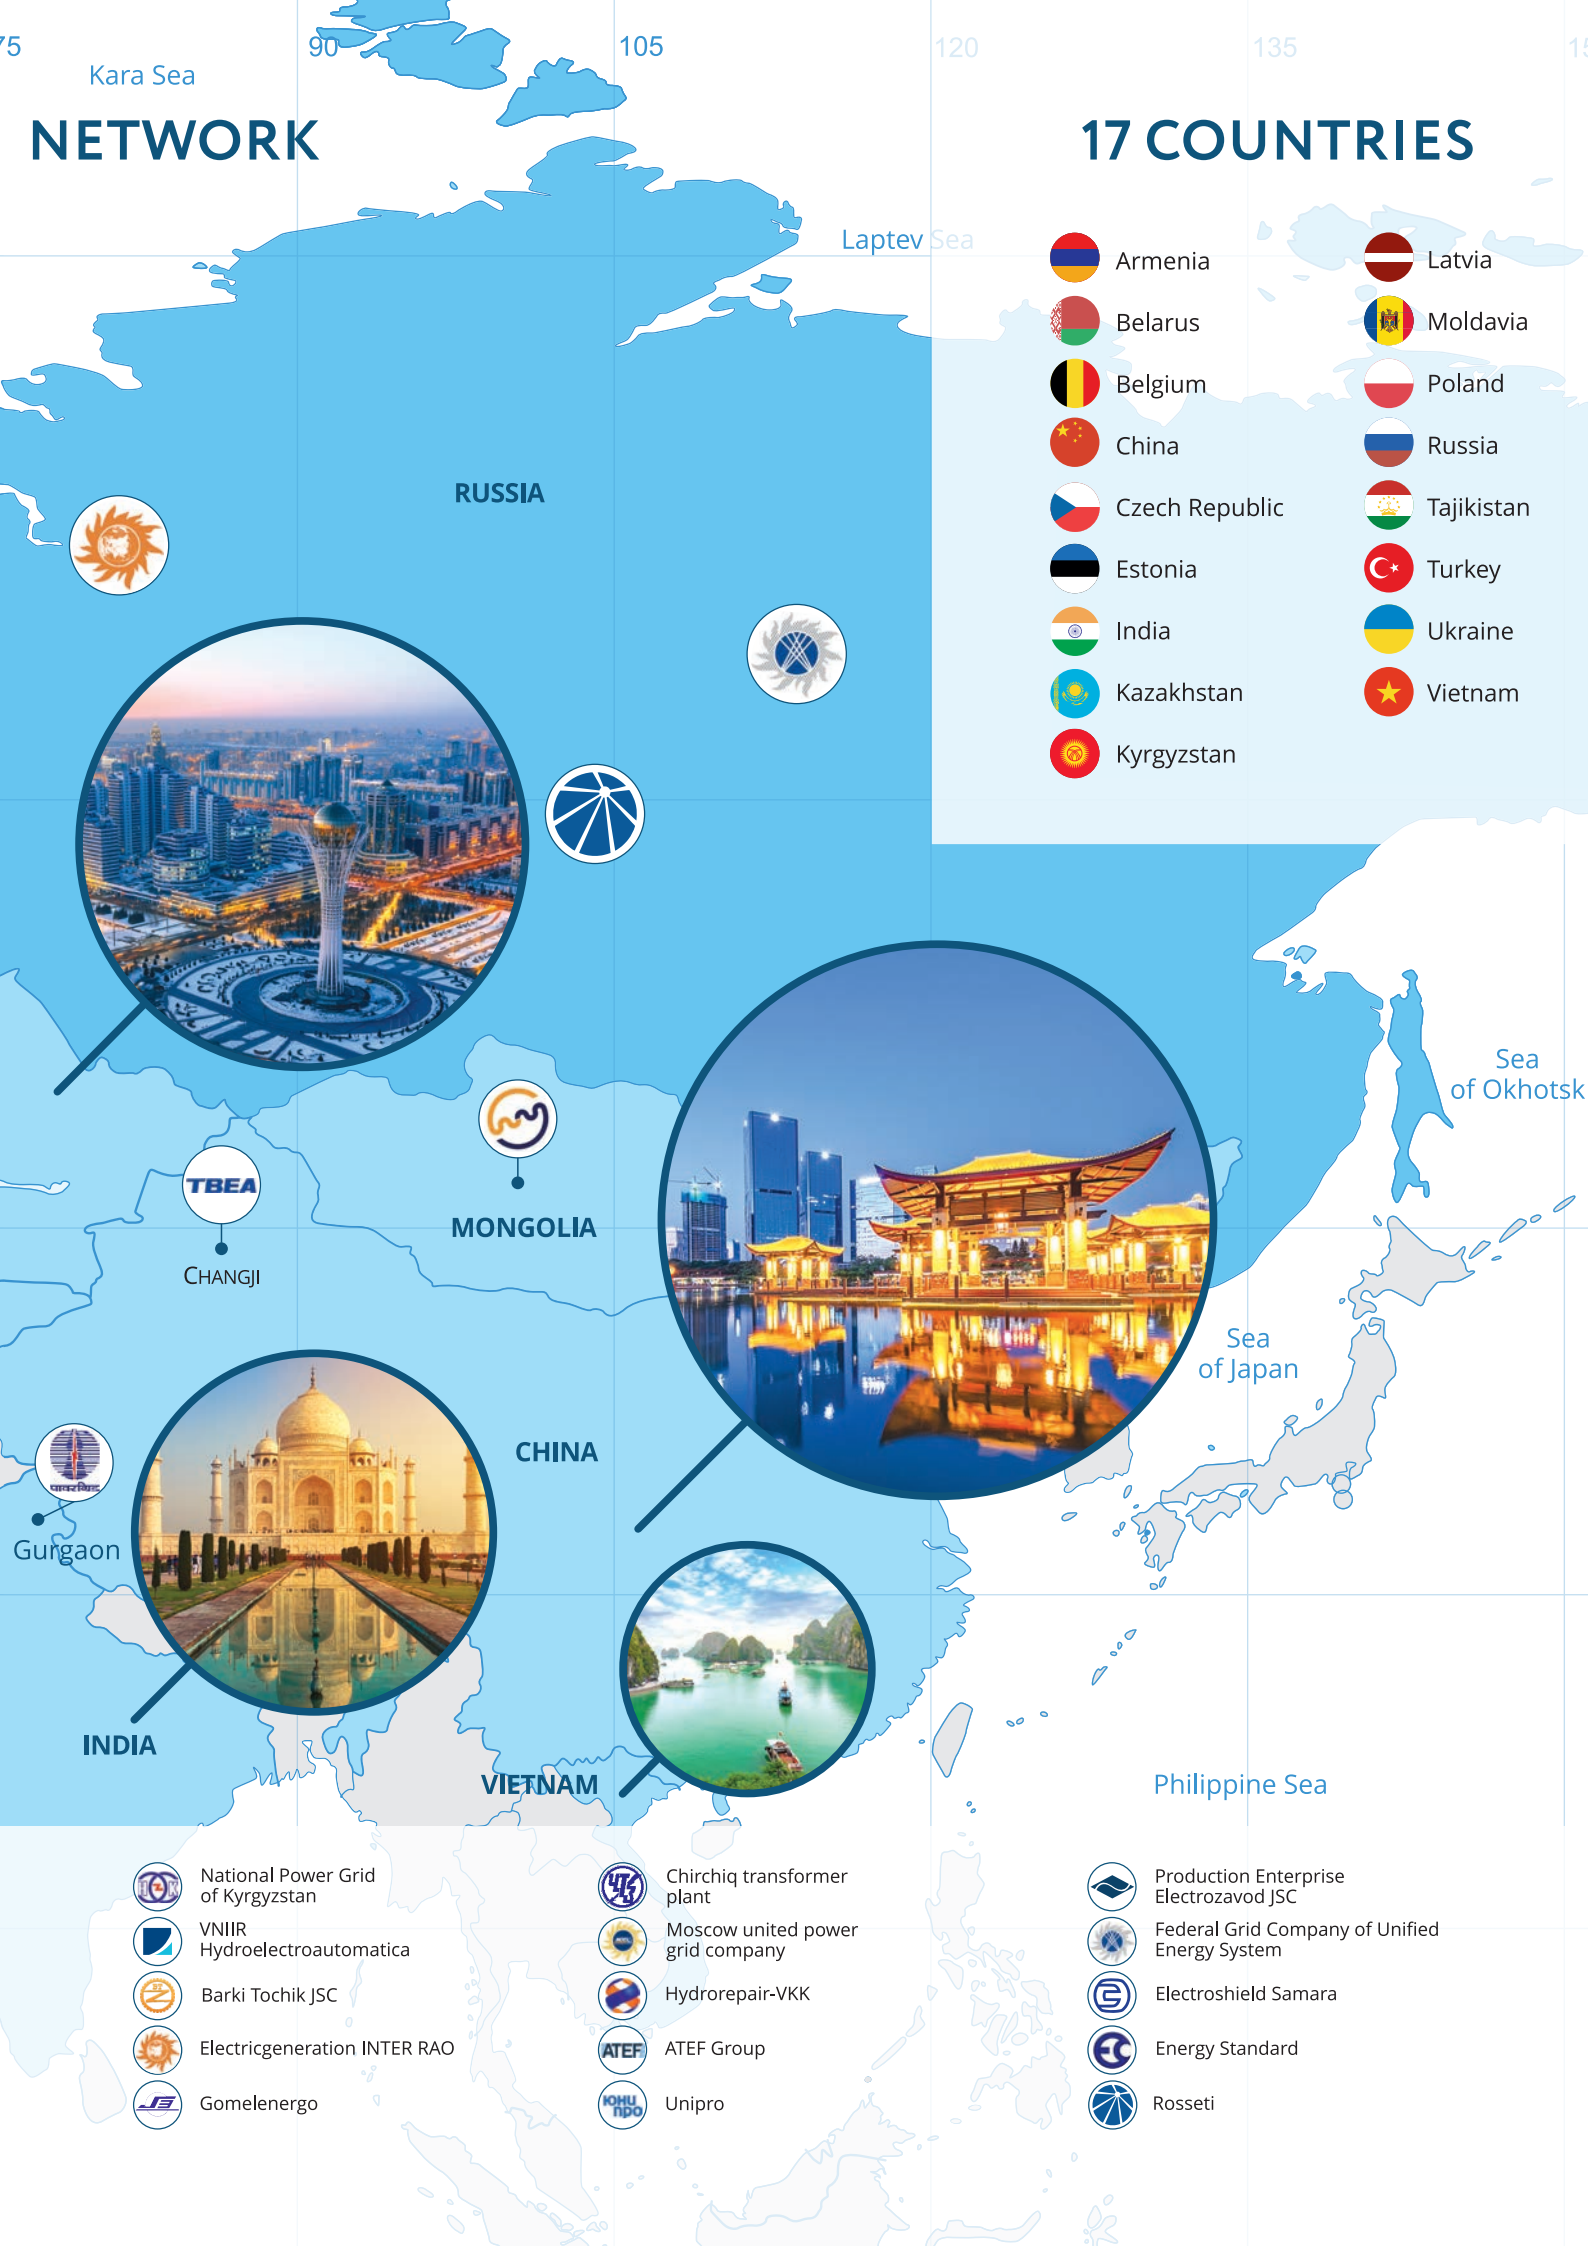 75
90
105
120
135
Kara Sea
NETWORK
17 COUNTRIES
Laptev Sea
Armenia
Belarus
Belgium
China
Czech Republic
Estonia
India
Kazakhstan
Kyrgyzstan
Latvia
Moldavia
Poland
Russia
Tajikistan
Turkey
Ukraine
Vietnam
RUSSIA
Sea
of Okhotsk
TBEA
CHANGJI
MONGOLIA
Sea
of Japan
CHINA
पावरग्रिड
Gurgaon
INDIA
VIETNAM
Philippine Sea
National Power Grid
of Kyrgyzstan
VNIIR
Hydroelectroautomatica
Barki Tochik JSC
Electricgeneration INTER RAO
Gomelenergo
Chirchiq transformer
plant
Moscow united power
grid company
Hydrorepair-VKK
ATEF
ATEF Group
ЮНИ
ПРО
Unipro
Production Enterprise
Electrozavod JSC
Federal Grid Company of Unified
Energy System
Electroshield Samara
Energy Standard
Rosseti